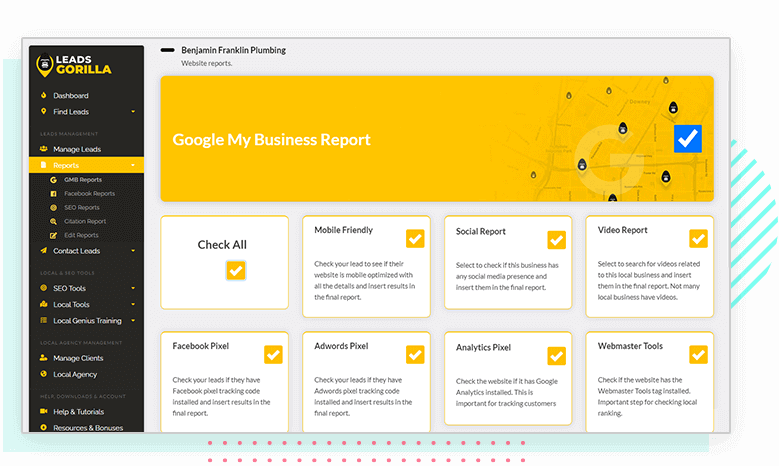 LEADS
GORILLA
Dashboard
Find Leads
LEADS MANAGEMENT
Manage Leads
Reports
GMB Reports
Facebook Reports
SEO Reports
Citation Report
Edit Reports
Contact Leads
LOCAL & SEO TOOLS
SEO Tools
Local Tools
Local Genius Training
LOCAL AGENCY MANAGEMENT
Manage Clients
Local Agency
HELP, DOWNLOADS & ACCOUNT
Help & Tutorials
Resources & Bonuses
Benjamin Franklin Plumbing
Website reports.
Google My Business Report
G
Downey
Check All
Mobile Friendly
Check your lead to see if their
website is mobile optimized with
all the details and insert results in
the final report.
Social Report
Select to check if this business has
any social media presence and
insert them in the final report.
Video Report
Select to search for videos related
to this local business and insert
them in the final report. Not many
local business have videos.
Facebook Pixel
Check your leads if they have
Facebook pixel tracking code
installed and insert results in the
final report.
Adwords Pixel
Check your leads if they have
Adwords pixel tracking code
installed and insert results in the
final report.
Analytics Pixel
Check the website if it has Google
Analytics installed. This is
important for tracking customers
Webmaster Tools
Check if the website has the
Webmaster Tools tag installed.
Important step for checking local
ranking.